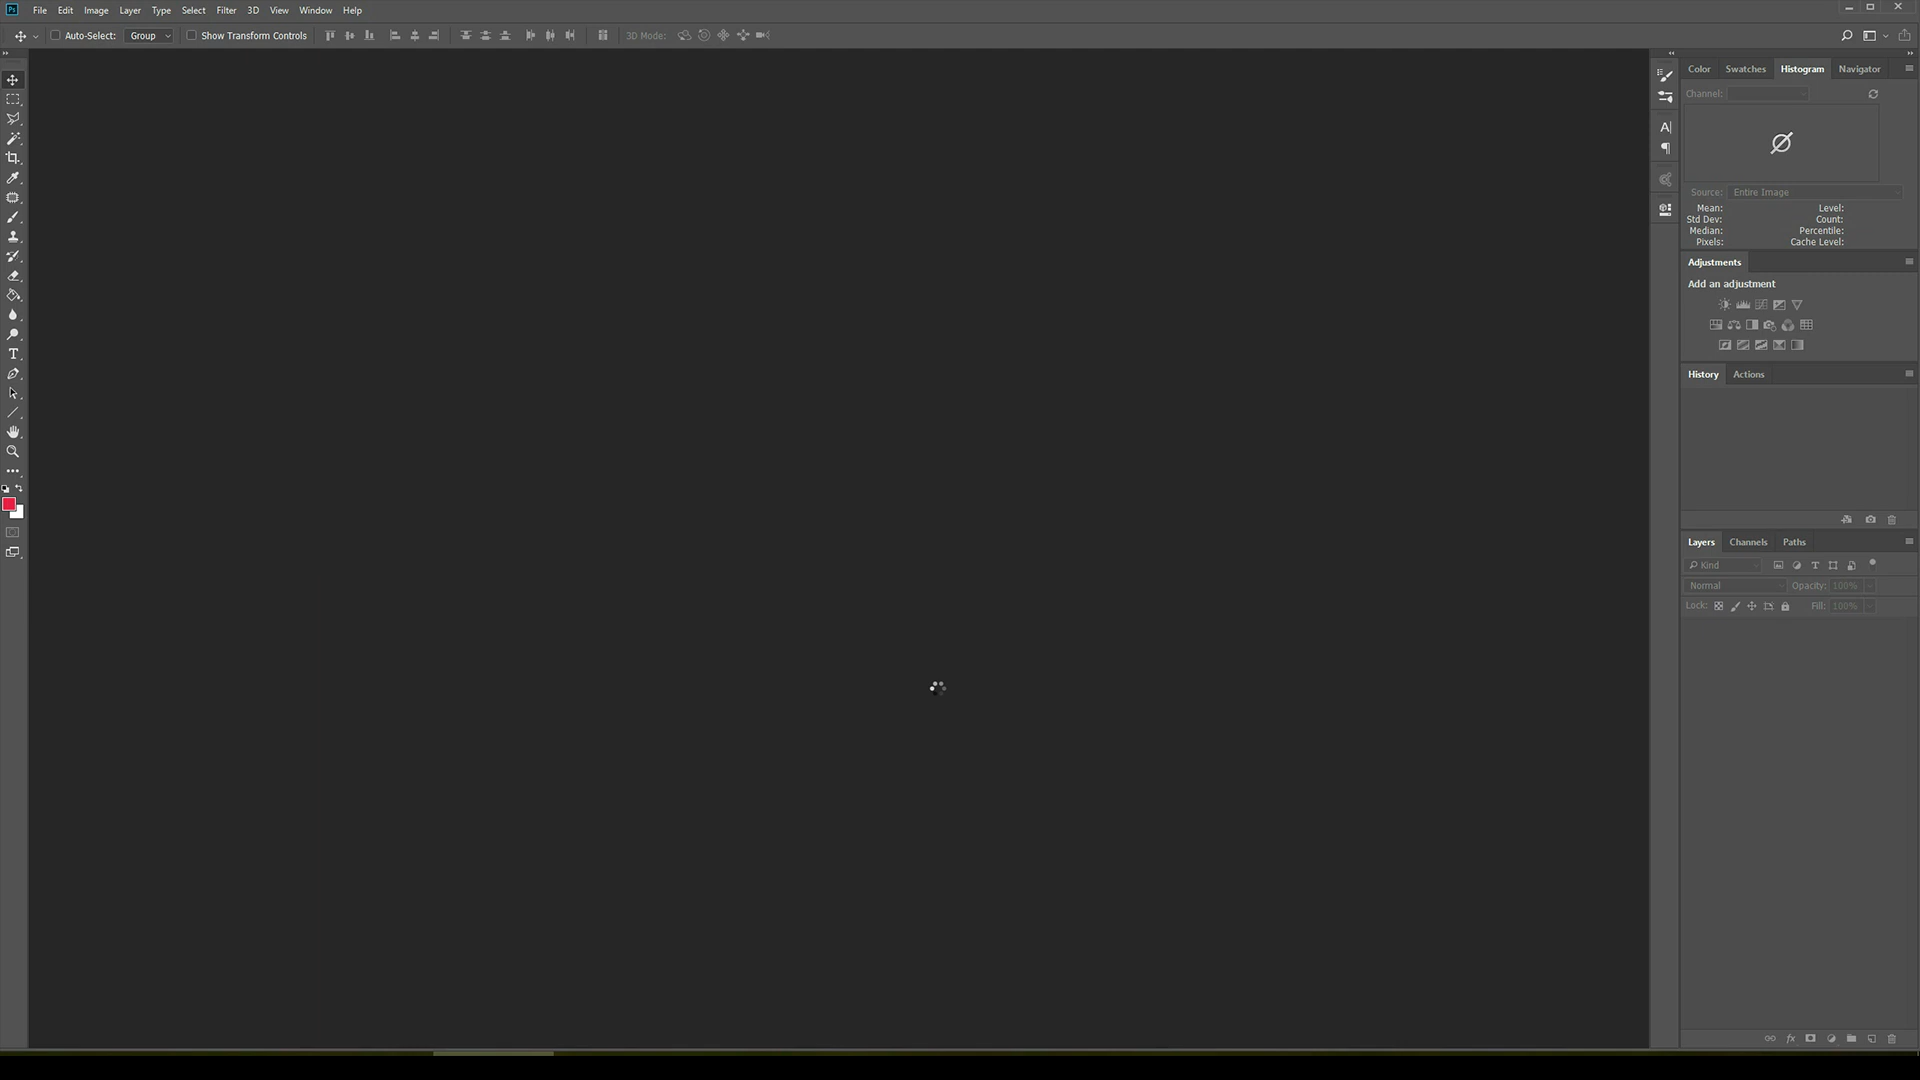 Ps File Edit Image Layer Type Select Filter 3D View Window Help
Auto-Select: Group Show Transform Controls 3D Mode:
Color Swatches Histogram Navigator
Channel:
Source: Entire Image
Mean: Level:
Std Dev: Count:
Median: Percentile:
Pixels: Cache Level:
Adjustments
Add an adjustment
History Actions
Layers Channels Paths
Kind
Normal Opacity: 100%
Lock: Fill: 100%
fx